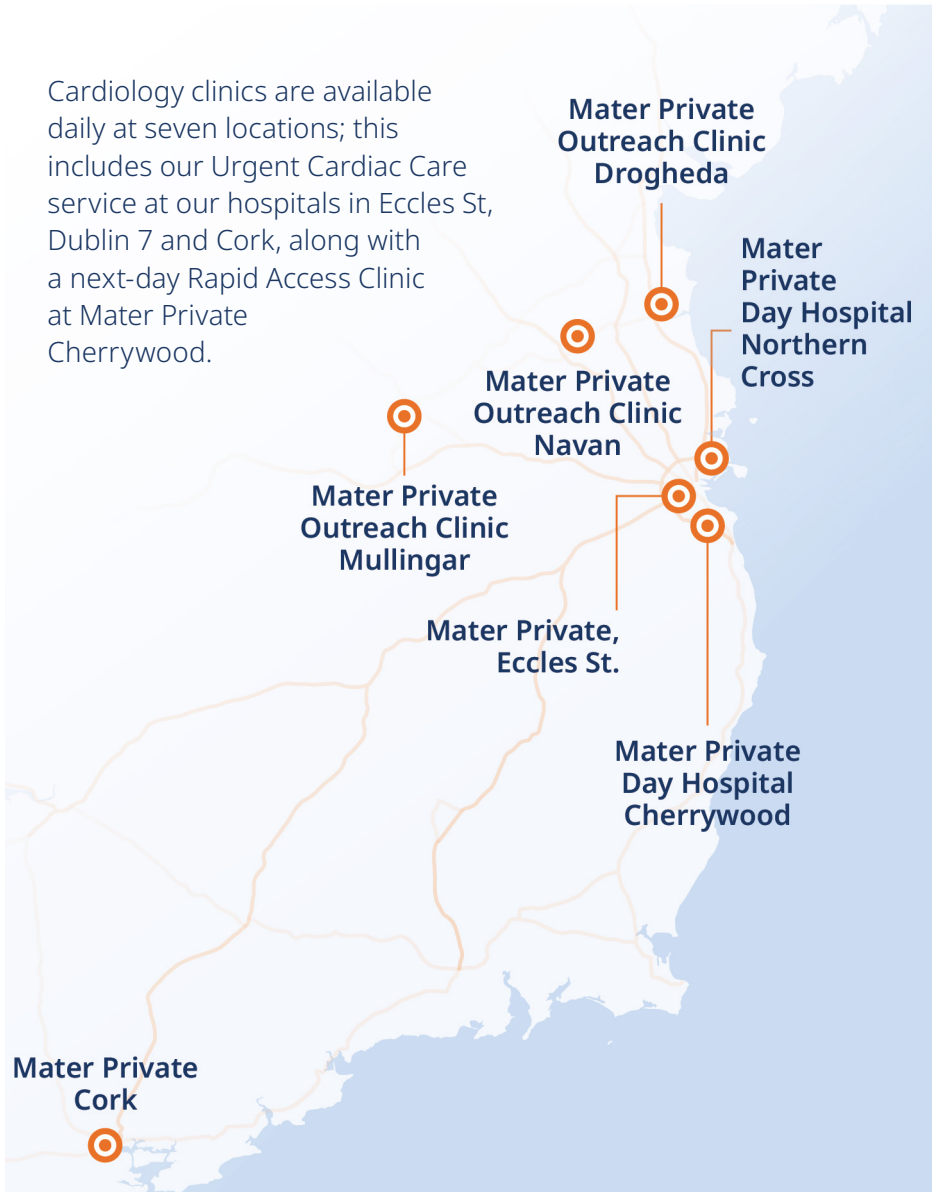 Cardiology clinics are available
daily at seven locations; this
includes our Urgent Cardiac Care
service at our hospitals in Eccles St,
Dublin 7 and Cork, along with
a next-day Rapid Access Clinic
at Mater Private
Cherrywood.
Mater Private
Outreach Clinic
Drogheda
Mater
Private
Day Hospital
Northern
Cross
Mater Private
Outreach Clinic
Navan
Mater Private
Outreach Clinic
Mullingar
Mater Private,
Eccles St.
Mater Private
Day Hospital
Cherrywood
Mater Private
Cork